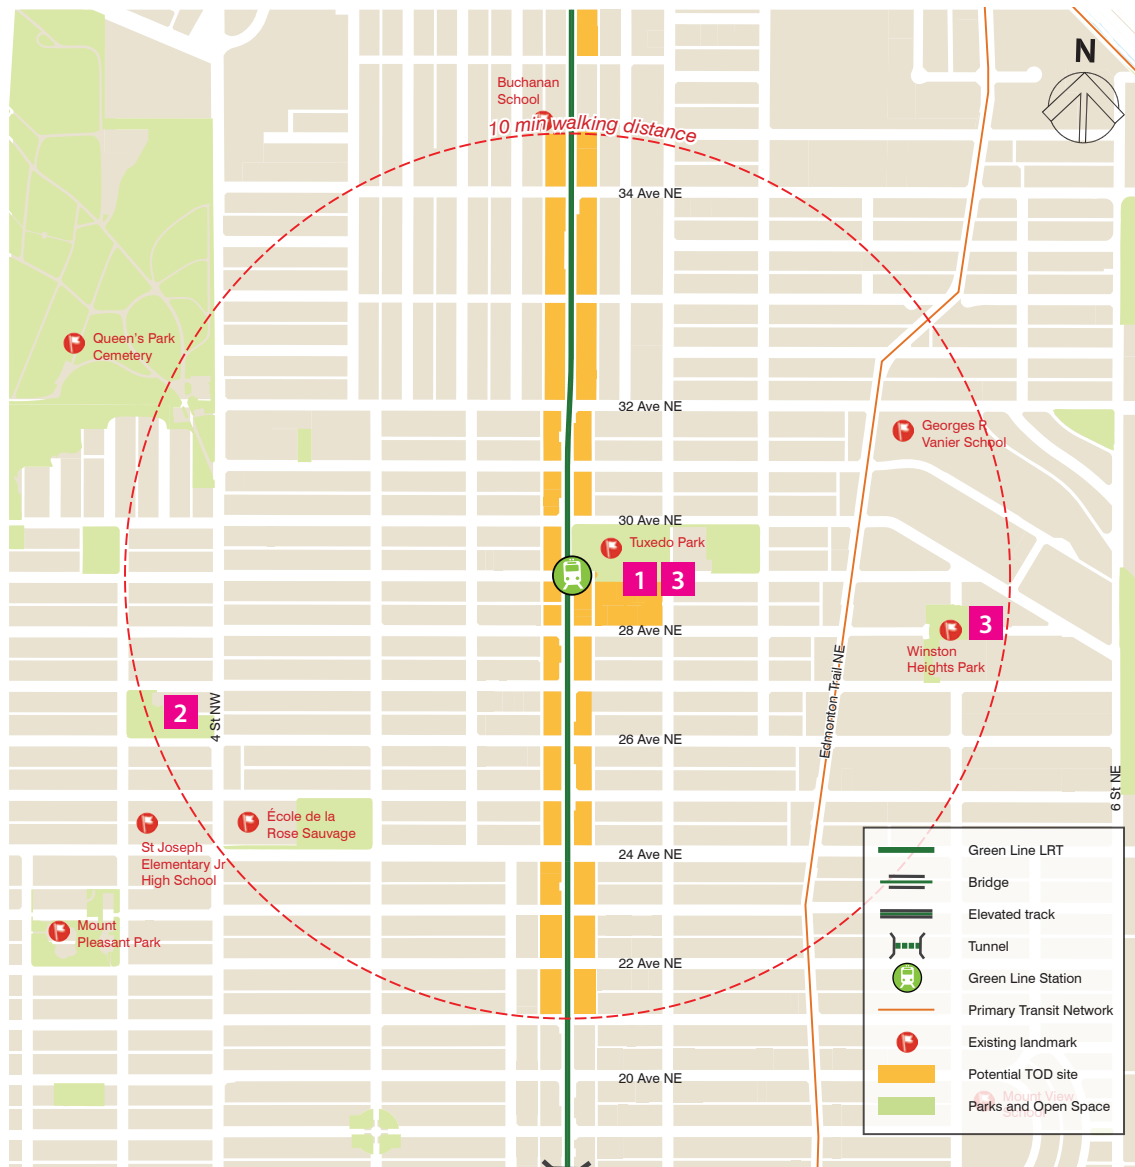 N
Buchanan
School
10 min walking distance
34 Ave NE
Queen's Park
Cemetery
32 Ave NE
Georges P
Vanier School
30 Ave NE
Tuxedo Park
1
3
28 Ave NE
3
Winston
Heights Park
Edmonton Trail NE
2
4 St NW
26 Ave NE
6 St NE
École de la
Rose Sauvage
St Joseph
Elementary Jr
High School
24 Ave NE
Mount
Pleasant Park
22 Ave NE
20 Ave NE
Green Line LRT
Bridge
Elevated track
Tunnel
Green Line Station
Primary Transit Network
Existing landmark
Potential TOD site
Parks and Open Space
Mount View
School